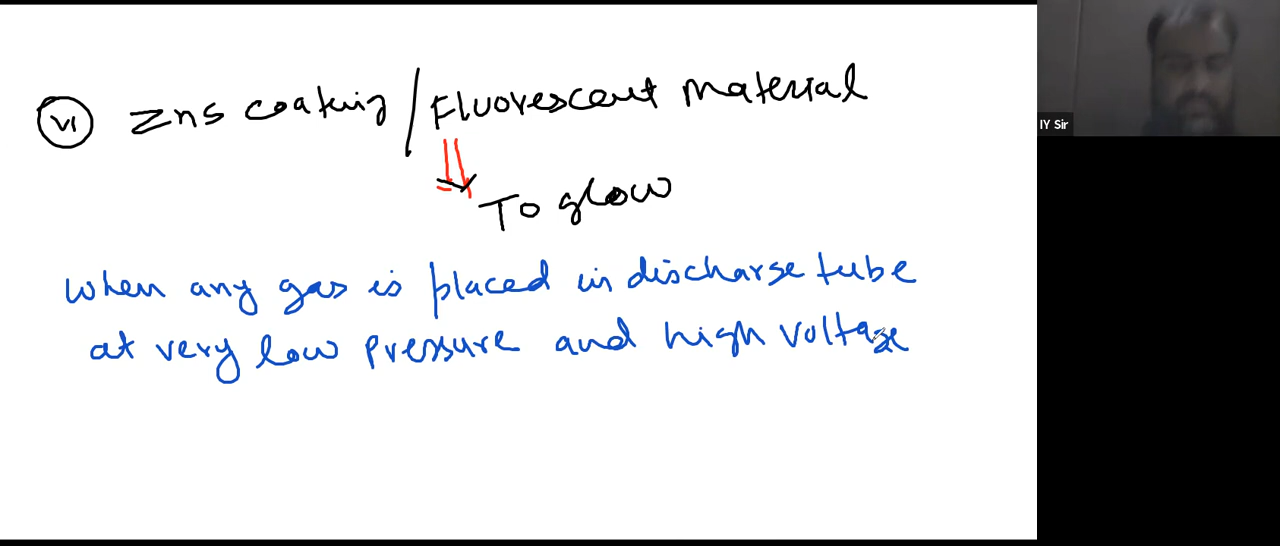 VI ZnS coating / Fluorescent Material
To glow
when any gas is placed in discharge tube
at very low pressure and high voltage
IY Sir